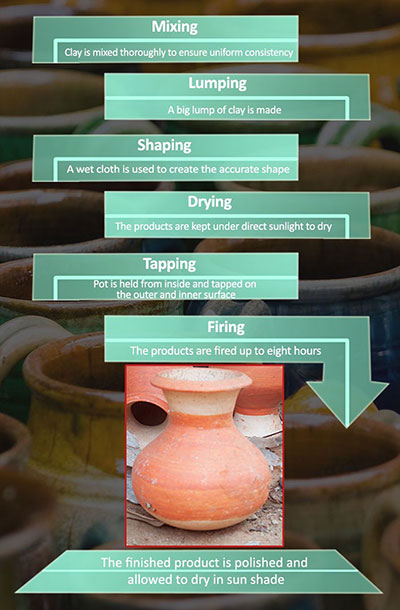 Mixing
Clay is mixed thoroughly to ensure uniform consistency
Lumping
A big lump of clay is made
Shaping
A wet cloth is used to create the accurate shape
Drying
The products are kept under direct sunlight to dry
Tapping
Pot is held from inside and tapped on
the outer and inner surface
Firing
The products are fired up to eight hours
The finished product is polished and
allowed to dry in sun shade